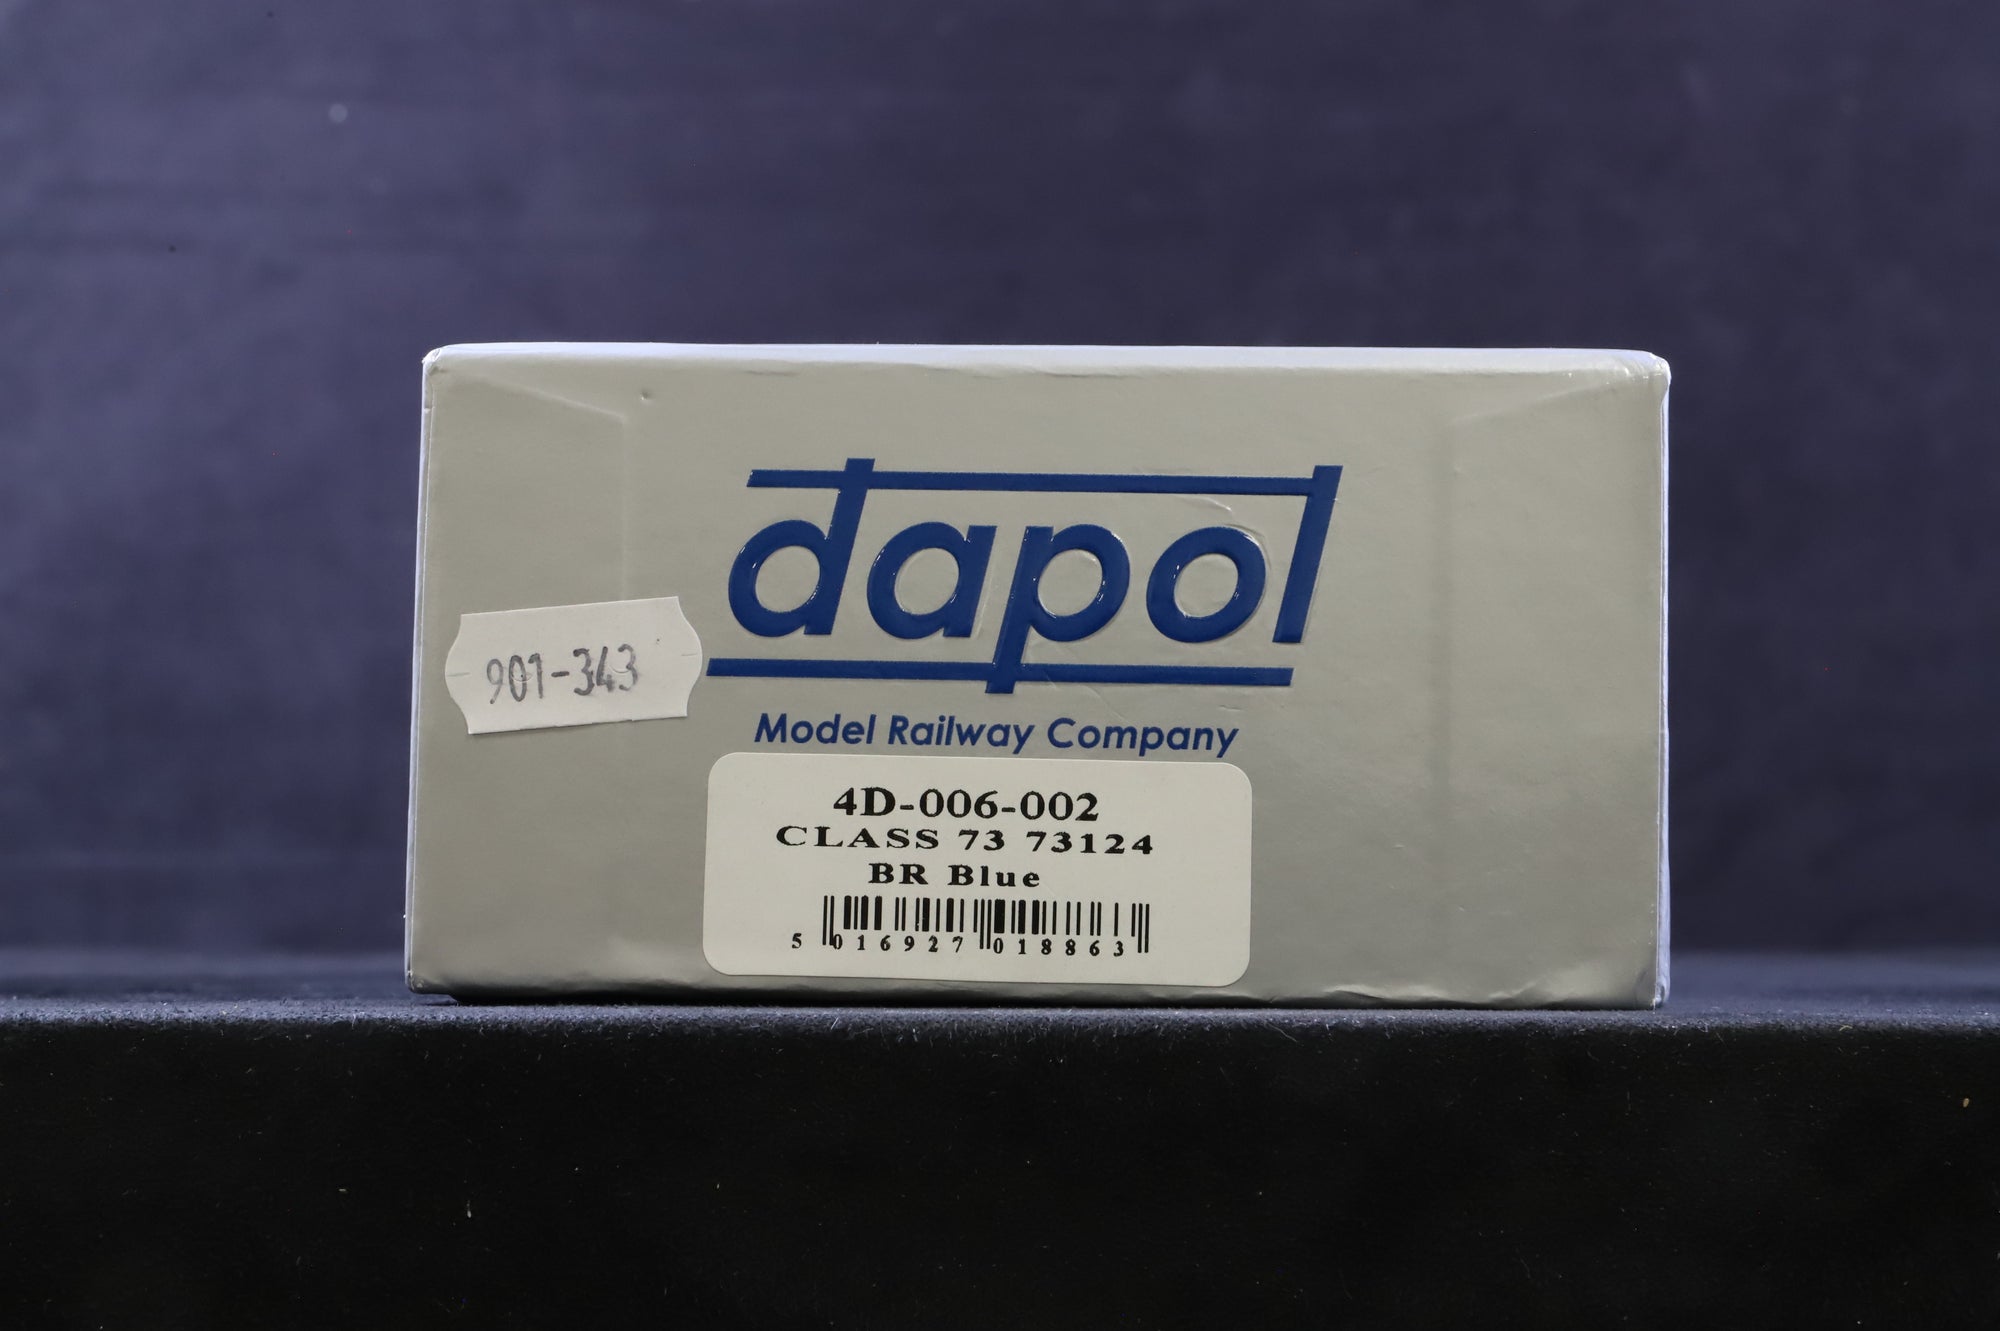 dapol
Model Railway Company
901-343
4D-006-002
CLASS 73 73124
BR Blue
5 016927 018863